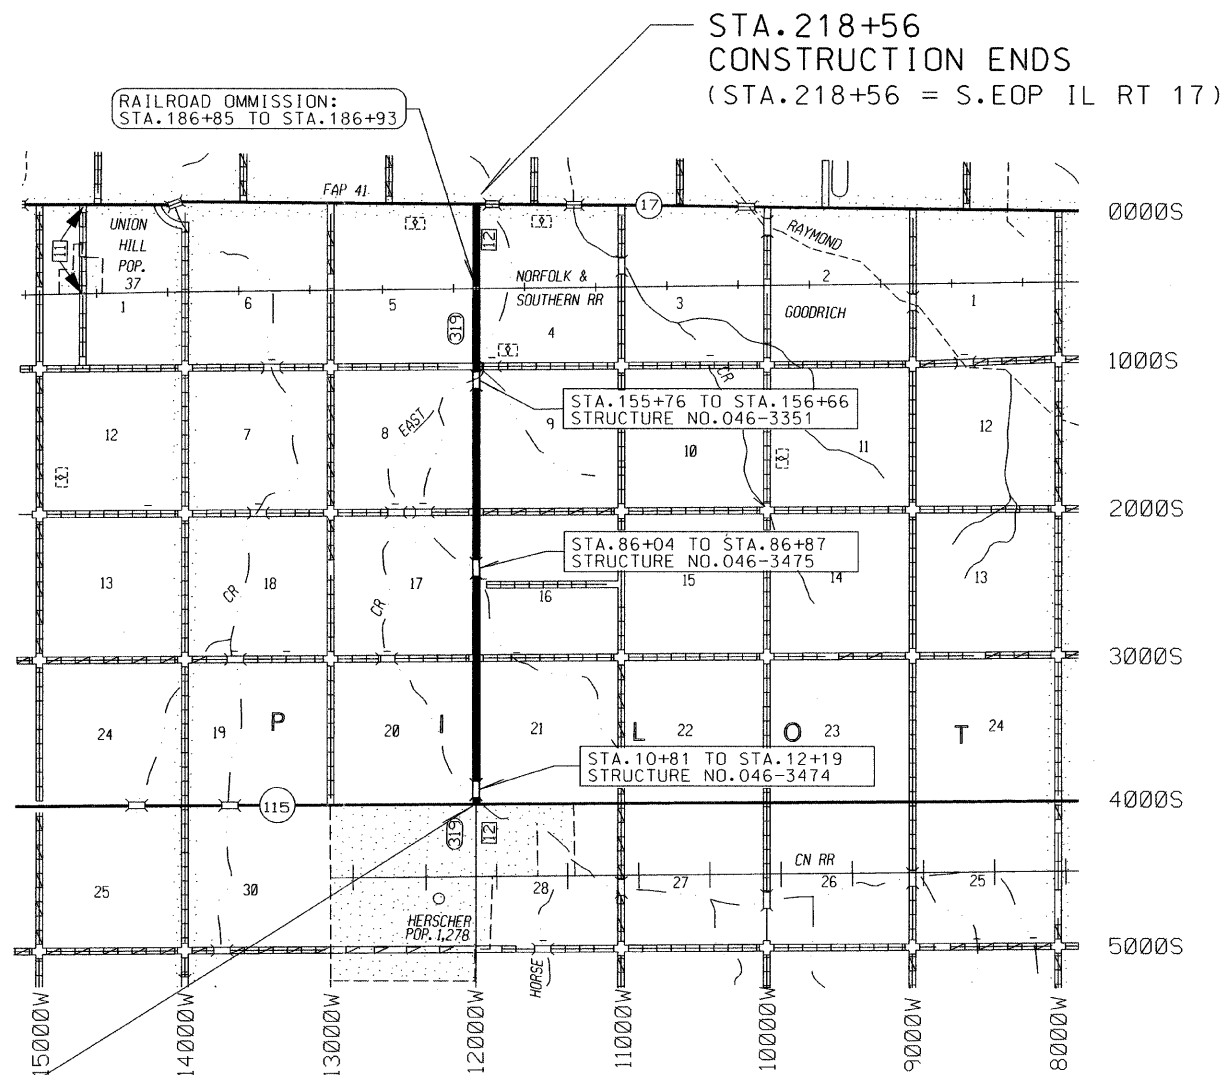 STA.218+56
CONSTRUCTION ENDS
(STA.218+56 = S.EOP IL RT 17)
RAILROAD OMMISSION:
STA.186+85 TO STA.186+93
FAP 41
17
0000S
UNION
HILL
POP.
37
11
12
RAYMOND
NORFOLK &
SOUTHERN RR
GOODRICH
1
6
5
319
4
3
2
1
1000S
CR
STA.155+76 TO STA.156+66
STRUCTURE NO.046-3351
12
7
8
EAST
9
10
11
12
2000S
STA.86+04 TO STA.86+87
STRUCTURE NO.046-3475
13
CR
18
CR
17
16
15
14
13
3000S
24
19
P
20
I
21
L
22
O
23
T
24
STA.10+81 TO STA.12+19
STRUCTURE NO.046-3474
115
4000S
319
12
CN RR
25
30
28
27
26
25
HERSCHER
POP. 1,278
HORSE
5000S
15000W
14000W
13000W
12000W
11000W
10000W
9000W
8000W